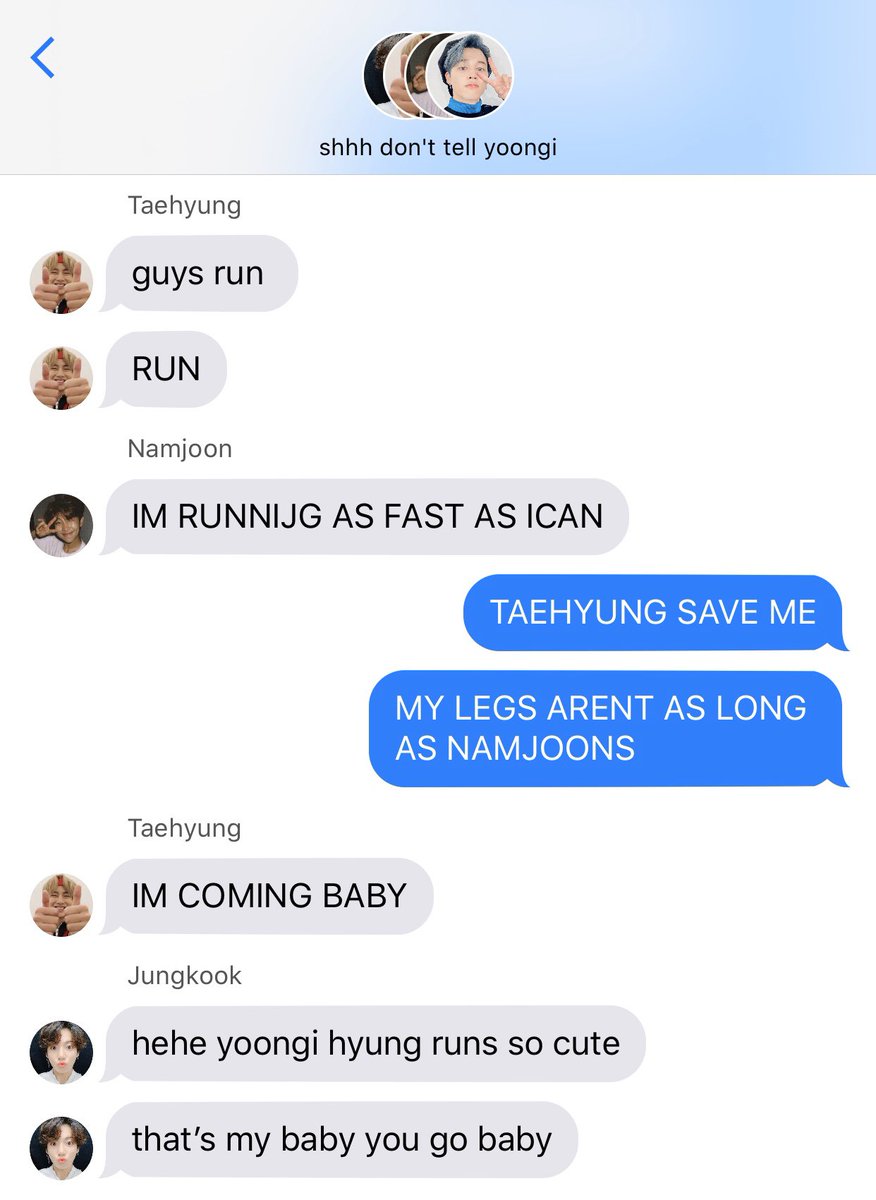 shhh don't tell yoongi
Taehyung
guys run
RUN
Namjoon
IM RUNNIJG AS FAST AS ICAN
TAEHYUNG SAVE ME
MY LEGS ARENT AS LONG
AS NAMJOONS
Taehyung
IM COMING BABY
Jungkook
hehe yoongi hyung runs so cute
that’s my baby you go baby